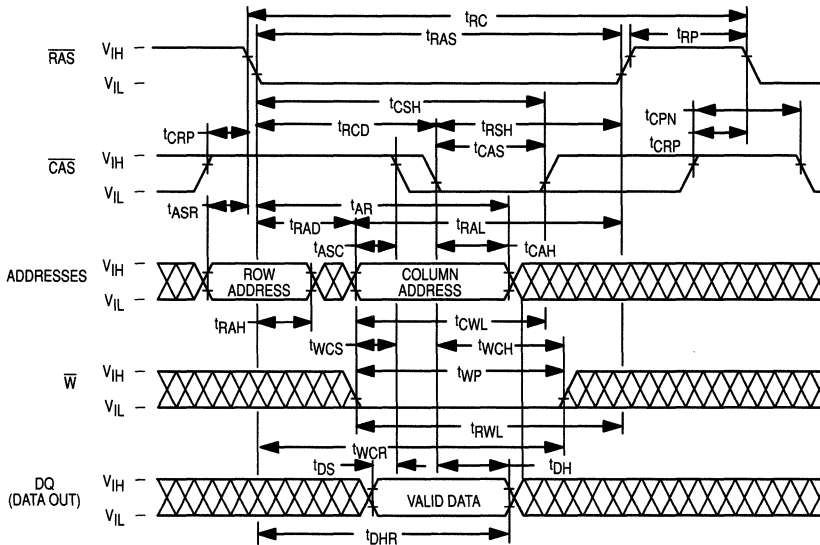 tRC
tRAS
tRP
RAS
VIH
VIL
tCSH
tCRP
tRCD
tRSH
tCPN
tCAS
tCRP
CAS
VIH
VIL
tASR
tAR
tRAD
tRAL
tASC
tCAH
ADDRESSES
VIH
VIL
ROW ADDRESS
COLUMN ADDRESS
tRAH
tCWL
tWCS
tWCH
W
VIH
VIL
tWP
tRWL
tWCR
tDS
tDH
DQ
(DATA OUT)
VIH
VIL
VALID DATA
tDHR